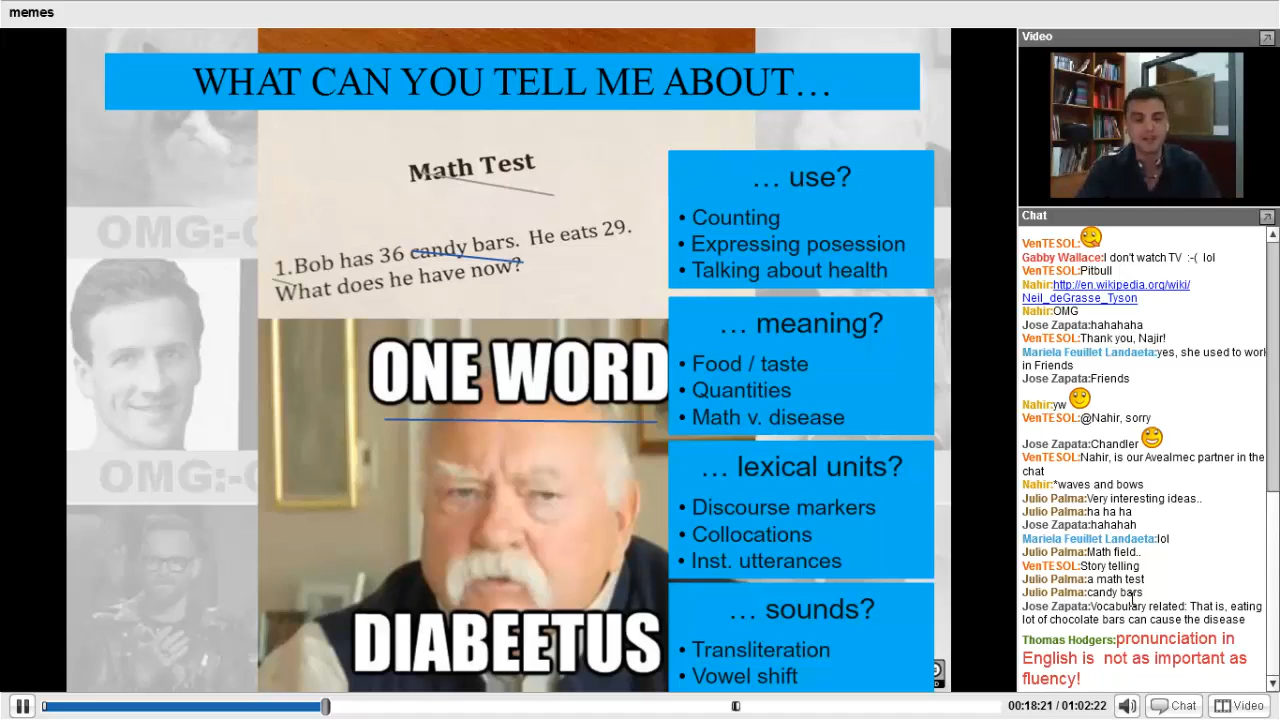 memes
WHAT CAN YOU TELL ME ABOUT...
Math Test
1.Bob has 36 candy bars. He eats 29.
What does he have now?
ONE WORD
DIABEETUS
OMG:-(
OMG:-(
... use?
• Counting
• Expressing posession
• Talking about health
... meaning?
• Food / taste
• Quantities
• Math v. disease
... lexical units?
• Discourse markers
• Collocations
• Inst. utterances
... sounds?
• Transliteration
• Vowel shift
Video
Chat
VenTESOL:
Gabby Wallace:I don't watch TV :-( lol
VenTESOL:Pitbull
Nahir:http://en.wikipedia.org/wiki/
Neil_deGrasse_Tyson
Nahir:OMG
Jose Zapata:hahahaha
VenTESOL:Thank you, Najir!
Mariela Feuillet Landaeta:yes, she used to work
in Friends
Jose Zapata:Friends
Nahir:yw
VenTESOL:@Nahir, sorry
Jose Zapata:Chandler
VenTESOL:Nahir, is our Avealmec partner in the
chat
Nahir:*waves and bows
Julio Palma:Very interesting ideas..
Julio Palma:ha ha ha
Jose Zapata:hahahah
Mariela Feuillet Landaeta:lol
Julio Palma:Math field..
VenTESOL:Story telling
Julio Palma:a math test
Julio Palma:candy bars
Jose Zapata:Vocabulary related: That is, eating
lot of chocolate bars can cause the disease
Thomas Hodgers:pronunciation in
English is not as important as
fluency!
00:18:21 / 01:02:22
Chat
Video